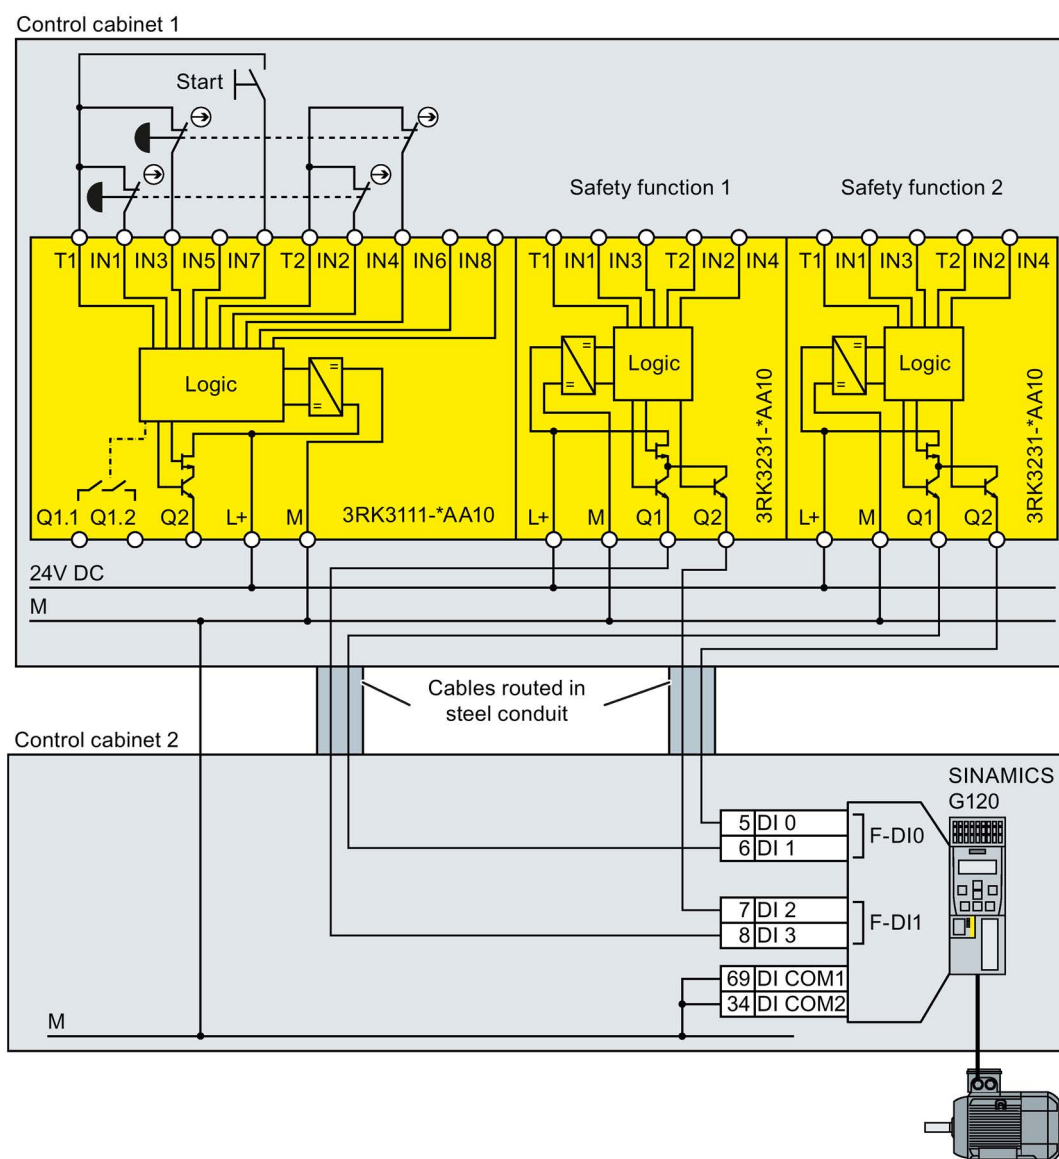 Control cabinet 1
Start
Safety function 1
Safety function 2
T1 IN1 IN3 IN5 IN7 T2 IN2 IN4 IN6 IN8
T1 IN1 IN3 T2 IN2 IN4
T1 IN1 IN3 T2 IN2 IN4
Logic
=
=
=
=
Logic
=
=
Logic
3RK3231-*AA10
3RK3231-*AA10
Q1.1 Q1.2 Q2 L+ M 3RK3111-*AA10
L+ M Q1 Q2
L+ M Q1 Q2
24V DC
M
Cables routed in
steel conduit
Control cabinet 2
SINAMICS
G120
5 DI 0
6 DI 1
F-DI0
7 DI 2
8 DI 3
F-DI1
69 DI COM1
34 DI COM2
M